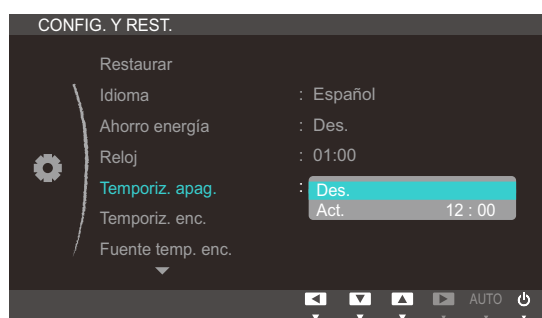 CONFIG. Y REST.
Restaurar
Idioma : Español
Ahorro energía : Des.
Reloj : 01:00
Temporiz. apag. : Des.
Act. 12 : 00
Temporiz. enc.
Fuente temp. enc.
AUTO